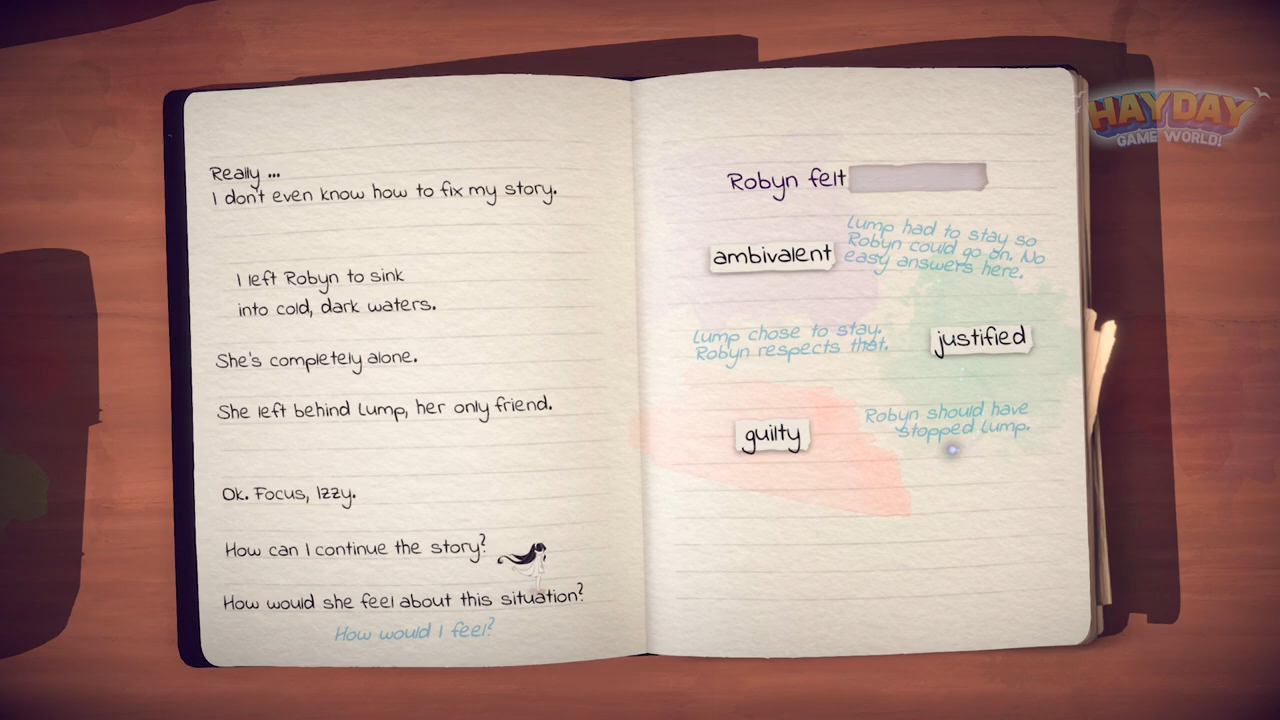 Really ...
I don't even know how to fix my story.
I left Robyn to sink
into cold, dark waters.
She's completely alone.
She left behind Lump, her only friend.
Ok. Focus, Izzy.
How can I continue the story?
How would she feel about this situation?
How would I feel?
Robyn felt
ambivalent
Lump had to stay so
Robyn could go on. No
easy answers here.
Lump chose to stay.
Robyn respects that.
justified
guilty
Robyn should have
stopped Lump.
HAYDAY
GAME WORLD!